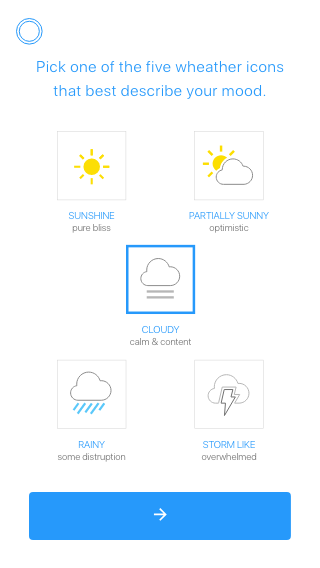 Pick one of the five wheather icons
that best describe your mood.
SUNSHINE
pure bliss
PARTIALLY SUNNY
optimistic
CLOUDY
calm & content
RAINY
some distruption
STORM LIKE
overwhelmed